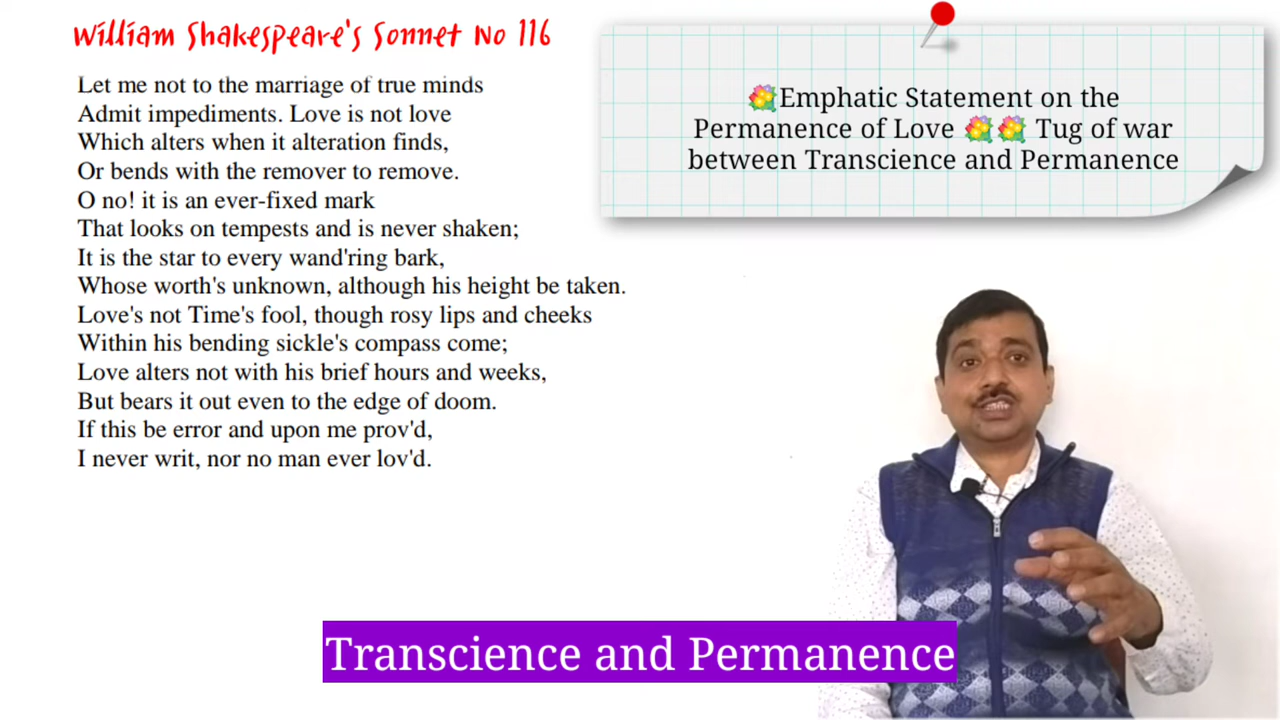 William Shakespeare's Sonnet No 116
Let me not to the marriage of true minds
Admit impediments. Love is not love
Which alters when it alteration finds,
Or bends with the remover to remove.
O no! it is an ever-fixed mark
That looks on tempests and is never shaken;
It is the star to every wand'ring bark,
Whose worth's unknown, although his height be taken.
Love's not Time's fool, though rosy lips and cheeks
Within his bending sickle's compass come;
Love alters not with his brief hours and weeks,
But bears it out even to the edge of doom.
If this be error and upon me prov'd,
I never writ, nor no man ever lov'd.
💐Emphatic Statement on the
Permanence of Love 💐💐 Tug of war
between Transcience and Permanence
Transcience and Permanence